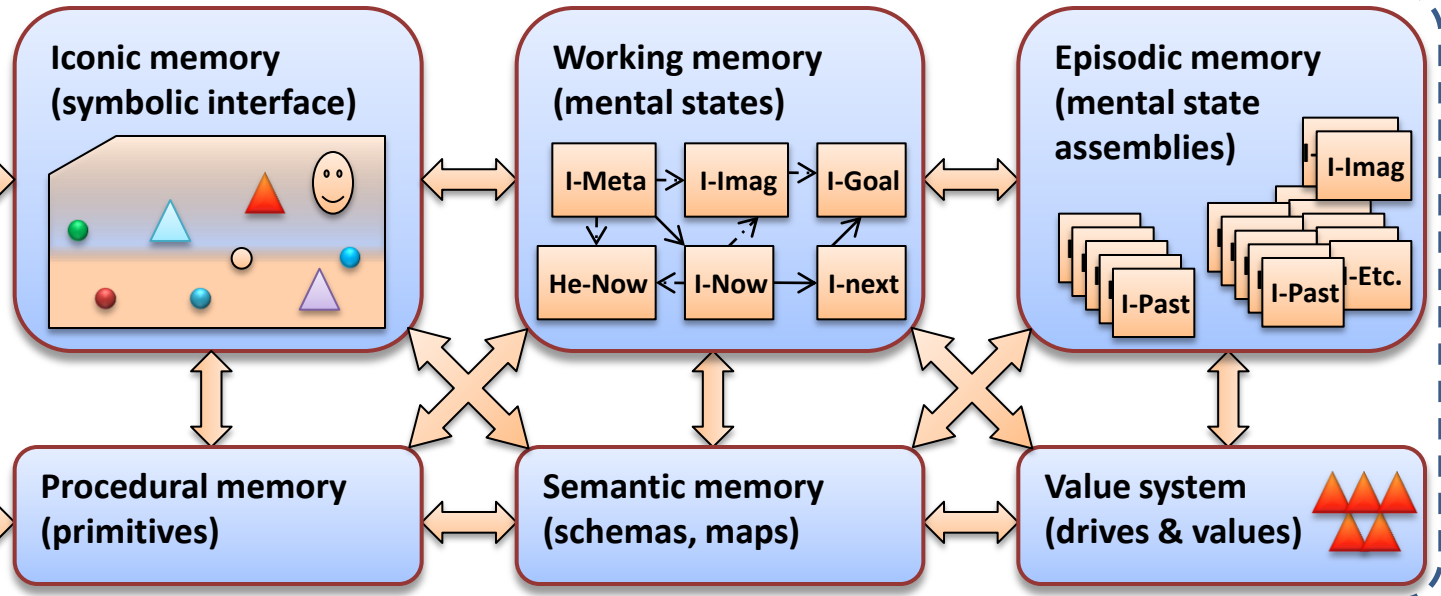 Iconic memory
(symbolic interface)
Working memory
(mental states)
I-Meta
I-Imag
I-Goal
He-Now
I-Now
I-next
Episodic memory
(mental state
assemblies)
I-Imag
I-Past
I-Past
I-Etc.
Procedural memory
(primitives)
Semantic memory
(schemas, maps)
Value system
(drives & values)